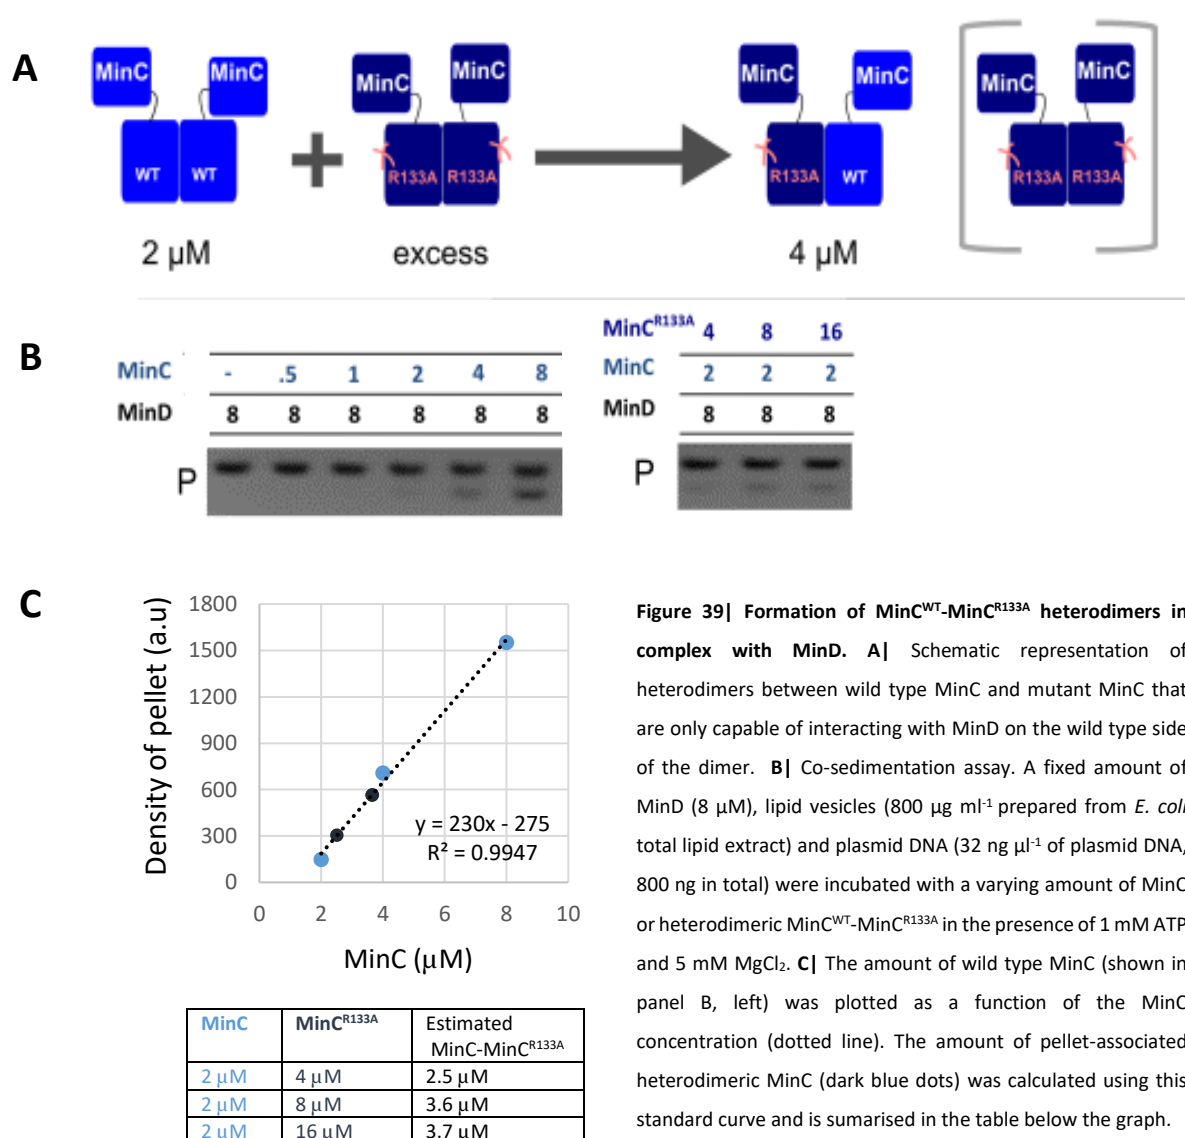 A
MinC MinC MinC MinC MinC MinC MinC MinC
WT WT R133A R133A R133A WT R133A R133A
2 µM excess 4 µM
B
MinC - .5 1 2 4 8
MinD 8 8 8 8 8 8
P
MinC^R133A 4 8 16
MinC 2 2 2
MinD 8 8 8
P
C
Density of pellet (a.u)
1800
1500
1200
900
600
300
0
y = 230x - 275
R² = 0.9947
0 2 4 6 8 10
MinC (µM)
MinC MinC^R133A Estimated
MinC-MinC^R133A
2 µM 4 µM 2.5 µM
2 µM 8 µM 3.6 µM
2 µM 16 µM 3.7 µM
Figure 39| Formation of MinC^WT-MinC^R133A heterodimers in
complex with MinD. A| Schematic representation of
heterodimers between wild type MinC and mutant MinC that
are only capable of interacting with MinD on the wild type side
of the dimer. B| Co-sedimentation assay. A fixed amount of
MinD (8 µM), lipid vesicles (800 µg ml⁻¹ prepared from E. coli
total lipid extract) and plasmid DNA (32 ng µl⁻¹ of plasmid DNA,
800 ng in total) were incubated with a varying amount of MinC
or heterodimeric MinC^WT-MinC^R133A in the presence of 1 mM ATP
and 5 mM MgCl₂. C| The amount of wild type MinC (shown in
panel B, left) was plotted as a function of the MinC
concentration (dotted line). The amount of pellet-associated
heterodimeric MinC (dark blue dots) was calculated using this
standard curve and is sumarised in the table below the graph.